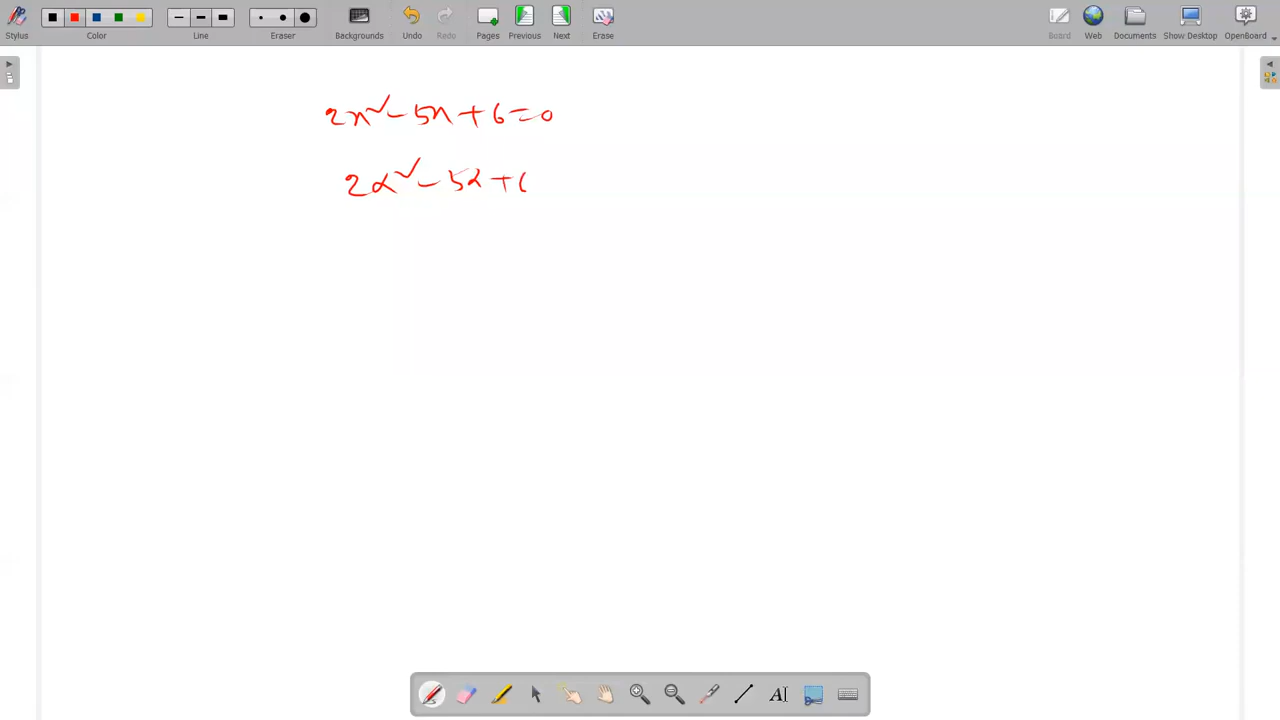 Stylus Color Line Eraser Backgrounds Undo Redo Pages Previous Next Erase Board Web Documents Show Desktop OpenBoard
2x² - 5x + 6 = 0
2α² - 5α + 6